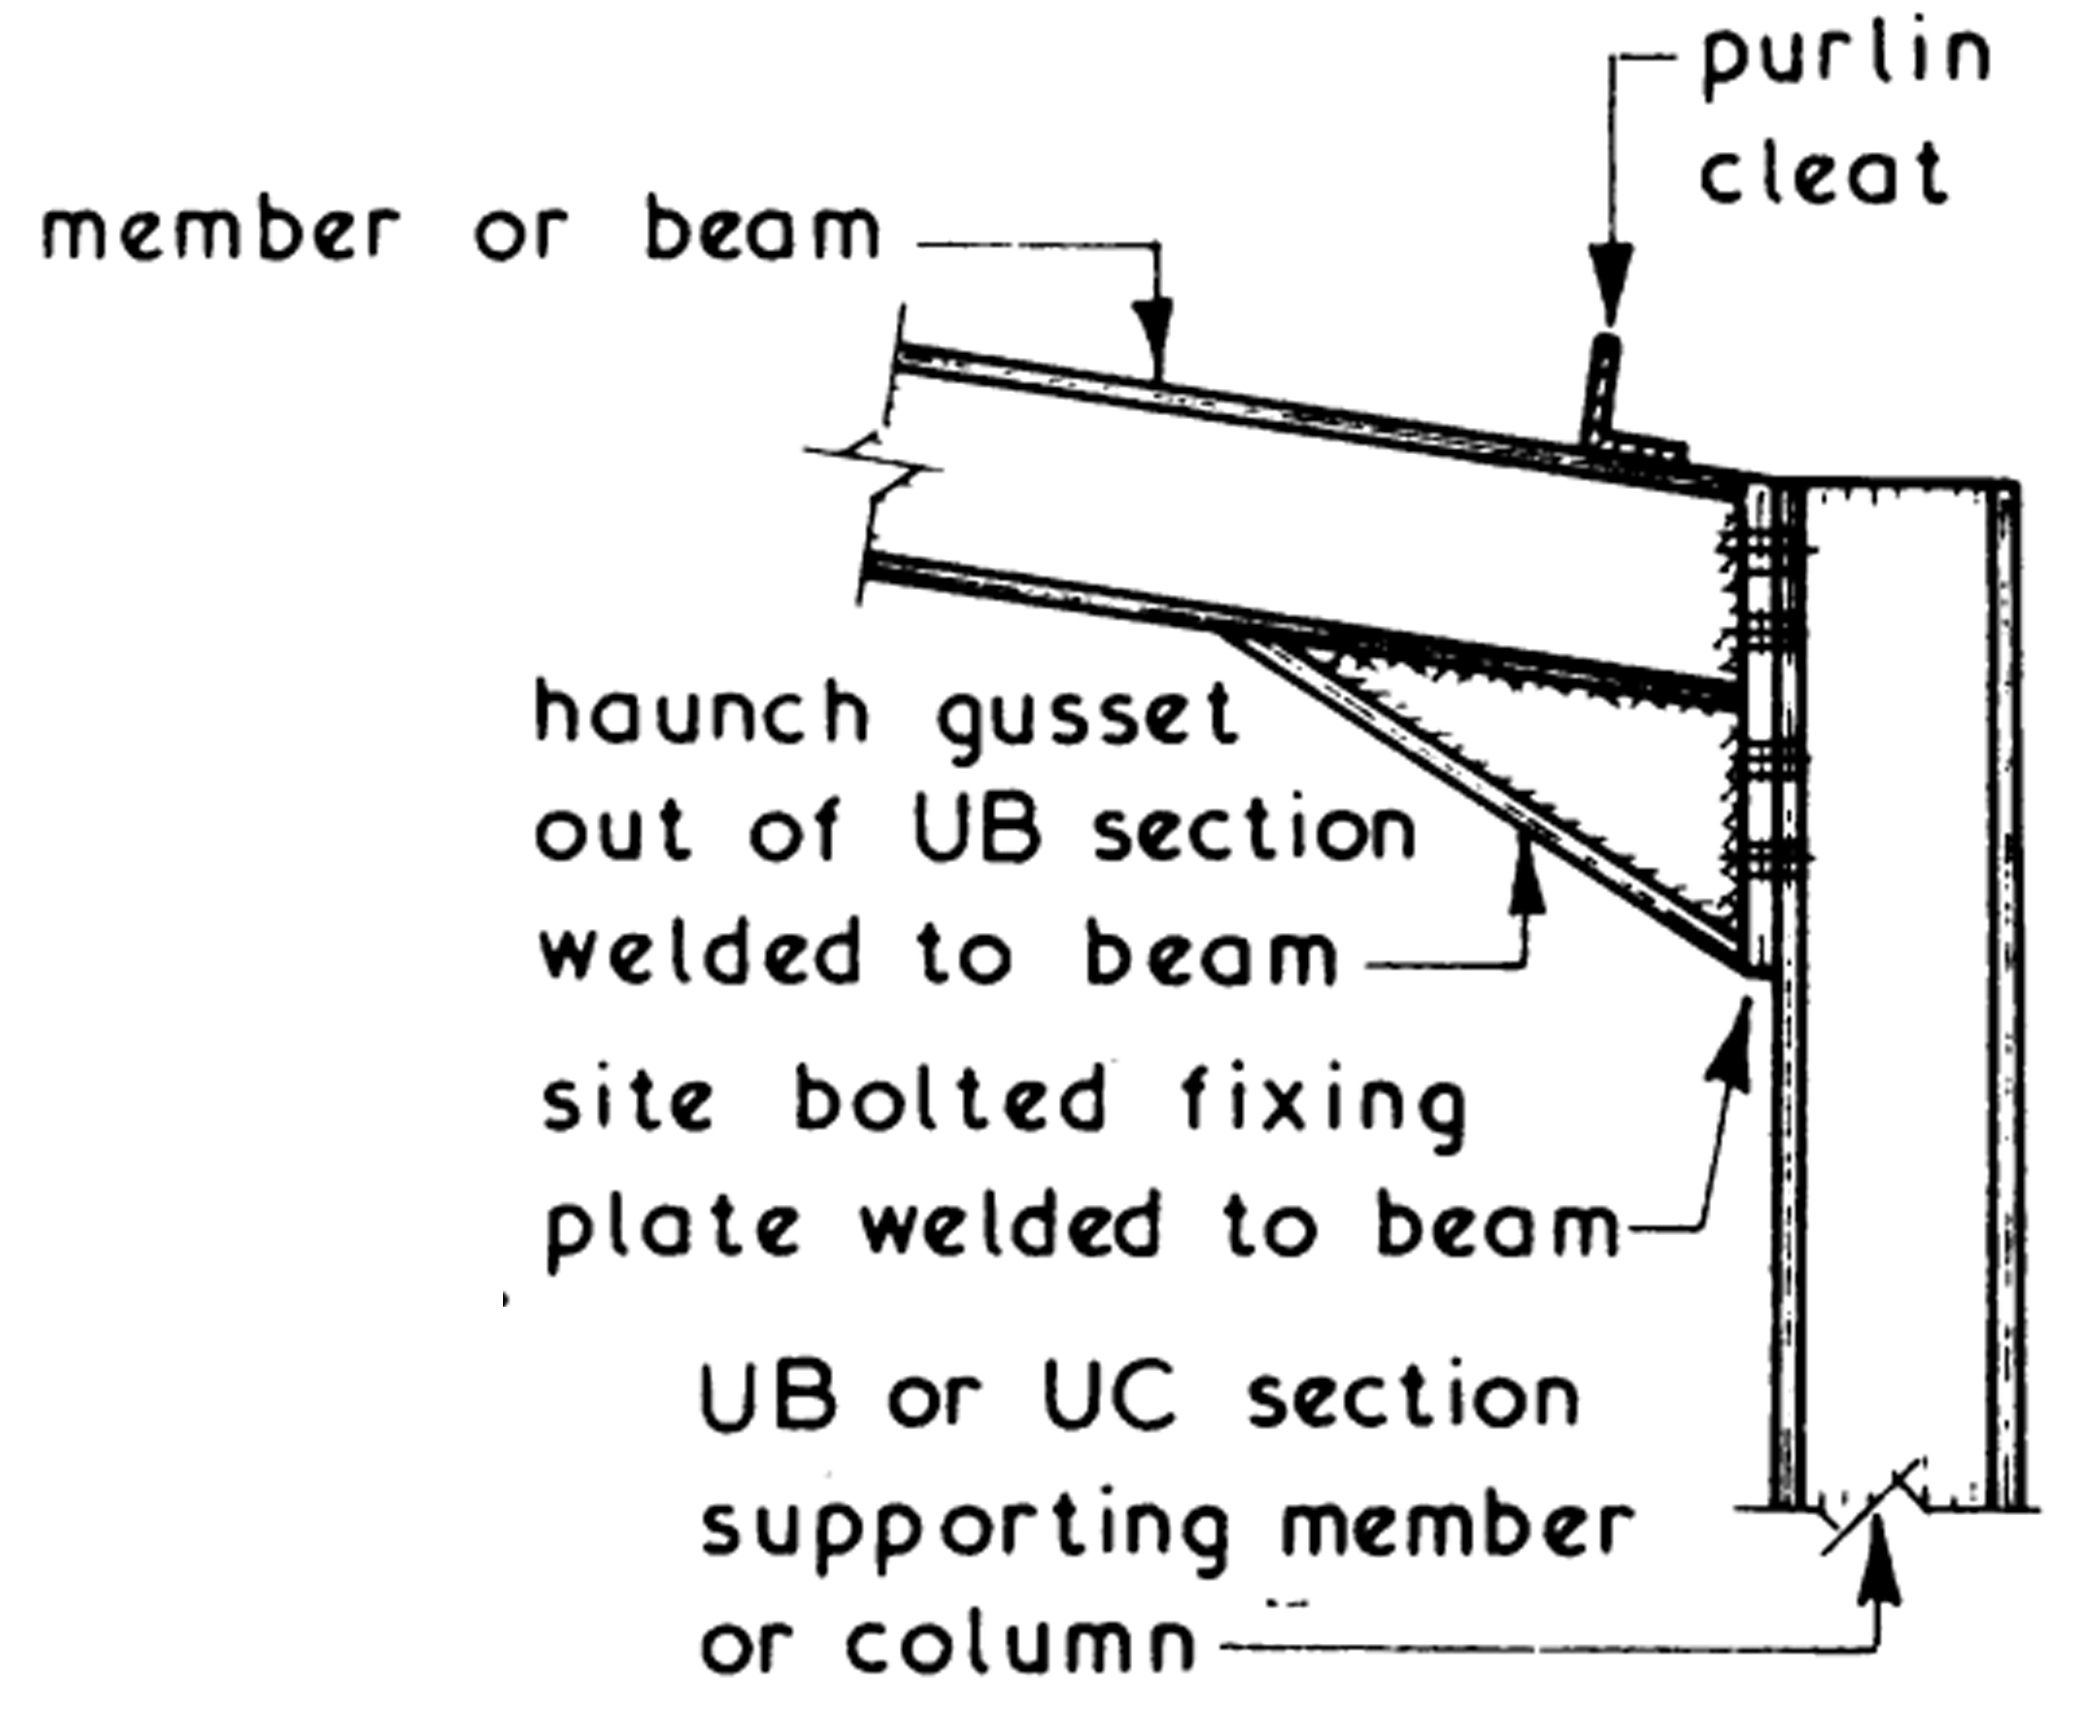 purlin
cleat
member or beam
haunch gusset
out of UB section
welded to beam
site bolted fixing
plate welded to beam
UB or UC section
supporting member
or column